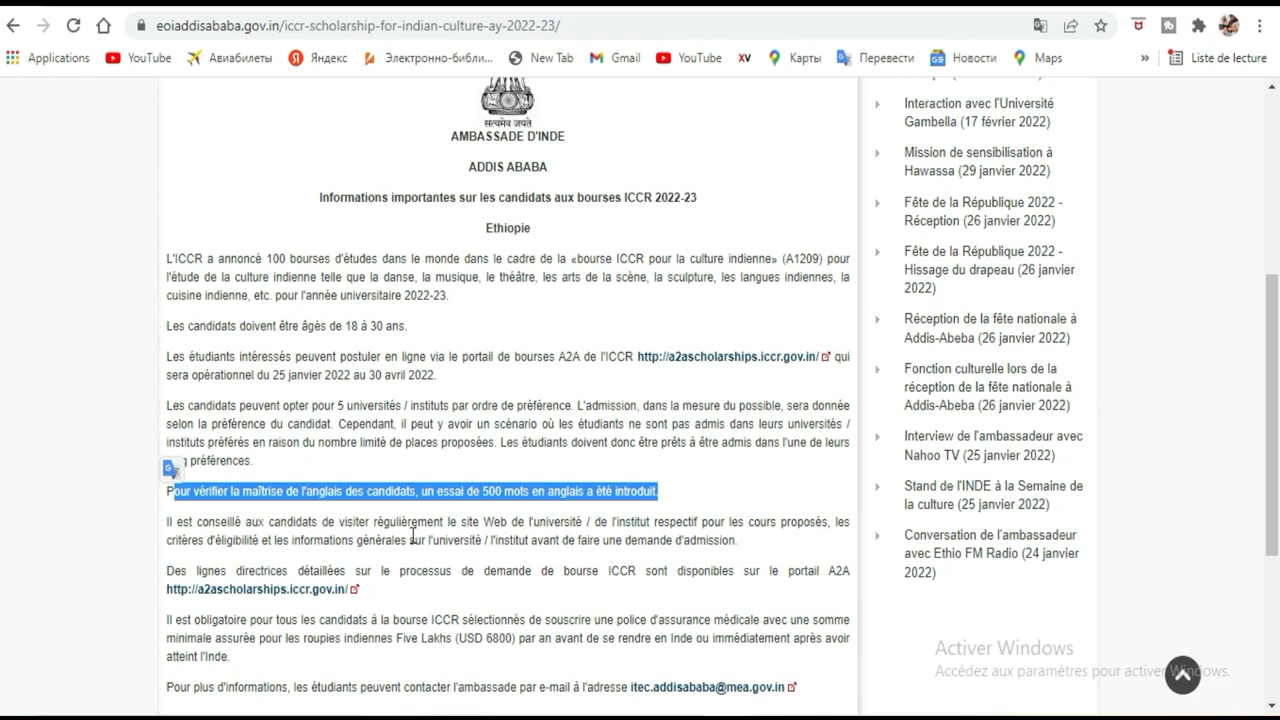 eoiaddisababa.gov.in/iccr-scholarship-for-indian-culture-ay-2022-23/
Applications
YouTube
Авиабилеты
Яндекс
Электронно-библи...
New Tab
Gmail
YouTube
XV
Карты
Перевести
Новости
Maps
»
Liste de lecture
सत्यमेव जयते
AMBASSADE D'INDE
ADDIS ABABA
Informations importantes sur les candidats aux bourses ICCR 2022-23
Ethiopie
L'ICCR a annoncé 100 bourses d'études dans le monde dans le cadre de la «bourse ICCR pour la culture indienne» (A1209) pour
l'étude de la culture indienne telle que la danse, la musique, le théâtre, les arts de la scène, la sculpture, les langues indiennes, la
cuisine indienne, etc. pour l'année universitaire 2022-23.
Les candidats doivent être âgés de 18 à 30 ans.
Les étudiants intéressés peuvent postuler en ligne via le portail de bourses A2A de l'ICCR http://a2ascholarships.iccr.gov.in/ qui
sera opérationnel du 25 janvier 2022 au 30 avril 2022.
Les candidats peuvent opter pour 5 universités / instituts par ordre de préférence. L'admission, dans la mesure du possible, sera donnée
selon la préférence du candidat. Cependant, il peut y avoir un scénario où les étudiants ne sont pas admis dans leurs universités /
instituts préférés en raison du nombre limité de places proposées. Les étudiants doivent donc être prêts à être admis dans l'une de leurs
préférences.
Pour vérifier la maîtrise de l'anglais des candidats, un essai de 500 mots en anglais a été introduit.
Il est conseillé aux candidats de visiter régulièrement le site Web de l'université / de l'institut respectif pour les cours proposés, les
critères d'éligibilité et les informations générales sur l'université / l'institut avant de faire une demande d'admission.
Des lignes directrices détaillées sur le processus de demande de bourse ICCR sont disponibles sur le portail A2A
http://a2ascholarships.iccr.gov.in/
Il est obligatoire pour tous les candidats à la bourse ICCR sélectionnés de souscrire une police d'assurance médicale avec une somme
minimale assurée pour les roupies indiennes Five Lakhs (USD 6800) par an avant de se rendre en Inde ou immédiatement après avoir
atteint l'Inde.
Pour plus d'informations, les étudiants peuvent contacter l'ambassade par e-mail à l'adresse itec.addisababa@mea.gov.in
Interaction avec l'Université
Gambella (17 février 2022)
Mission de sensibilisation à
Hawassa (29 janvier 2022)
Fête de la République 2022 -
Réception (26 janvier 2022)
Fête de la République 2022 -
Hissage du drapeau (26 janvier
2022)
Réception de la fête nationale à
Addis-Abeba (26 janvier 2022)
Fonction culturelle lors de la
réception de la fête nationale à
Addis-Abeba (26 janvier 2022)
Interview de l'ambassadeur avec
Nahoo TV (25 janvier 2022)
Stand de l'INDE à la Semaine de
la culture (25 janvier 2022)
Conversation de l'ambassadeur
avec Ethio FM Radio (24 janvier
2022)
Activer Windows
Accédez aux paramètres pour activer Windows.